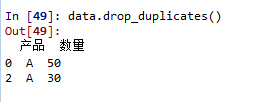 In [49]: data.drop_duplicates()
Out[49]:
产品 数量
0 A 50
2 A 30